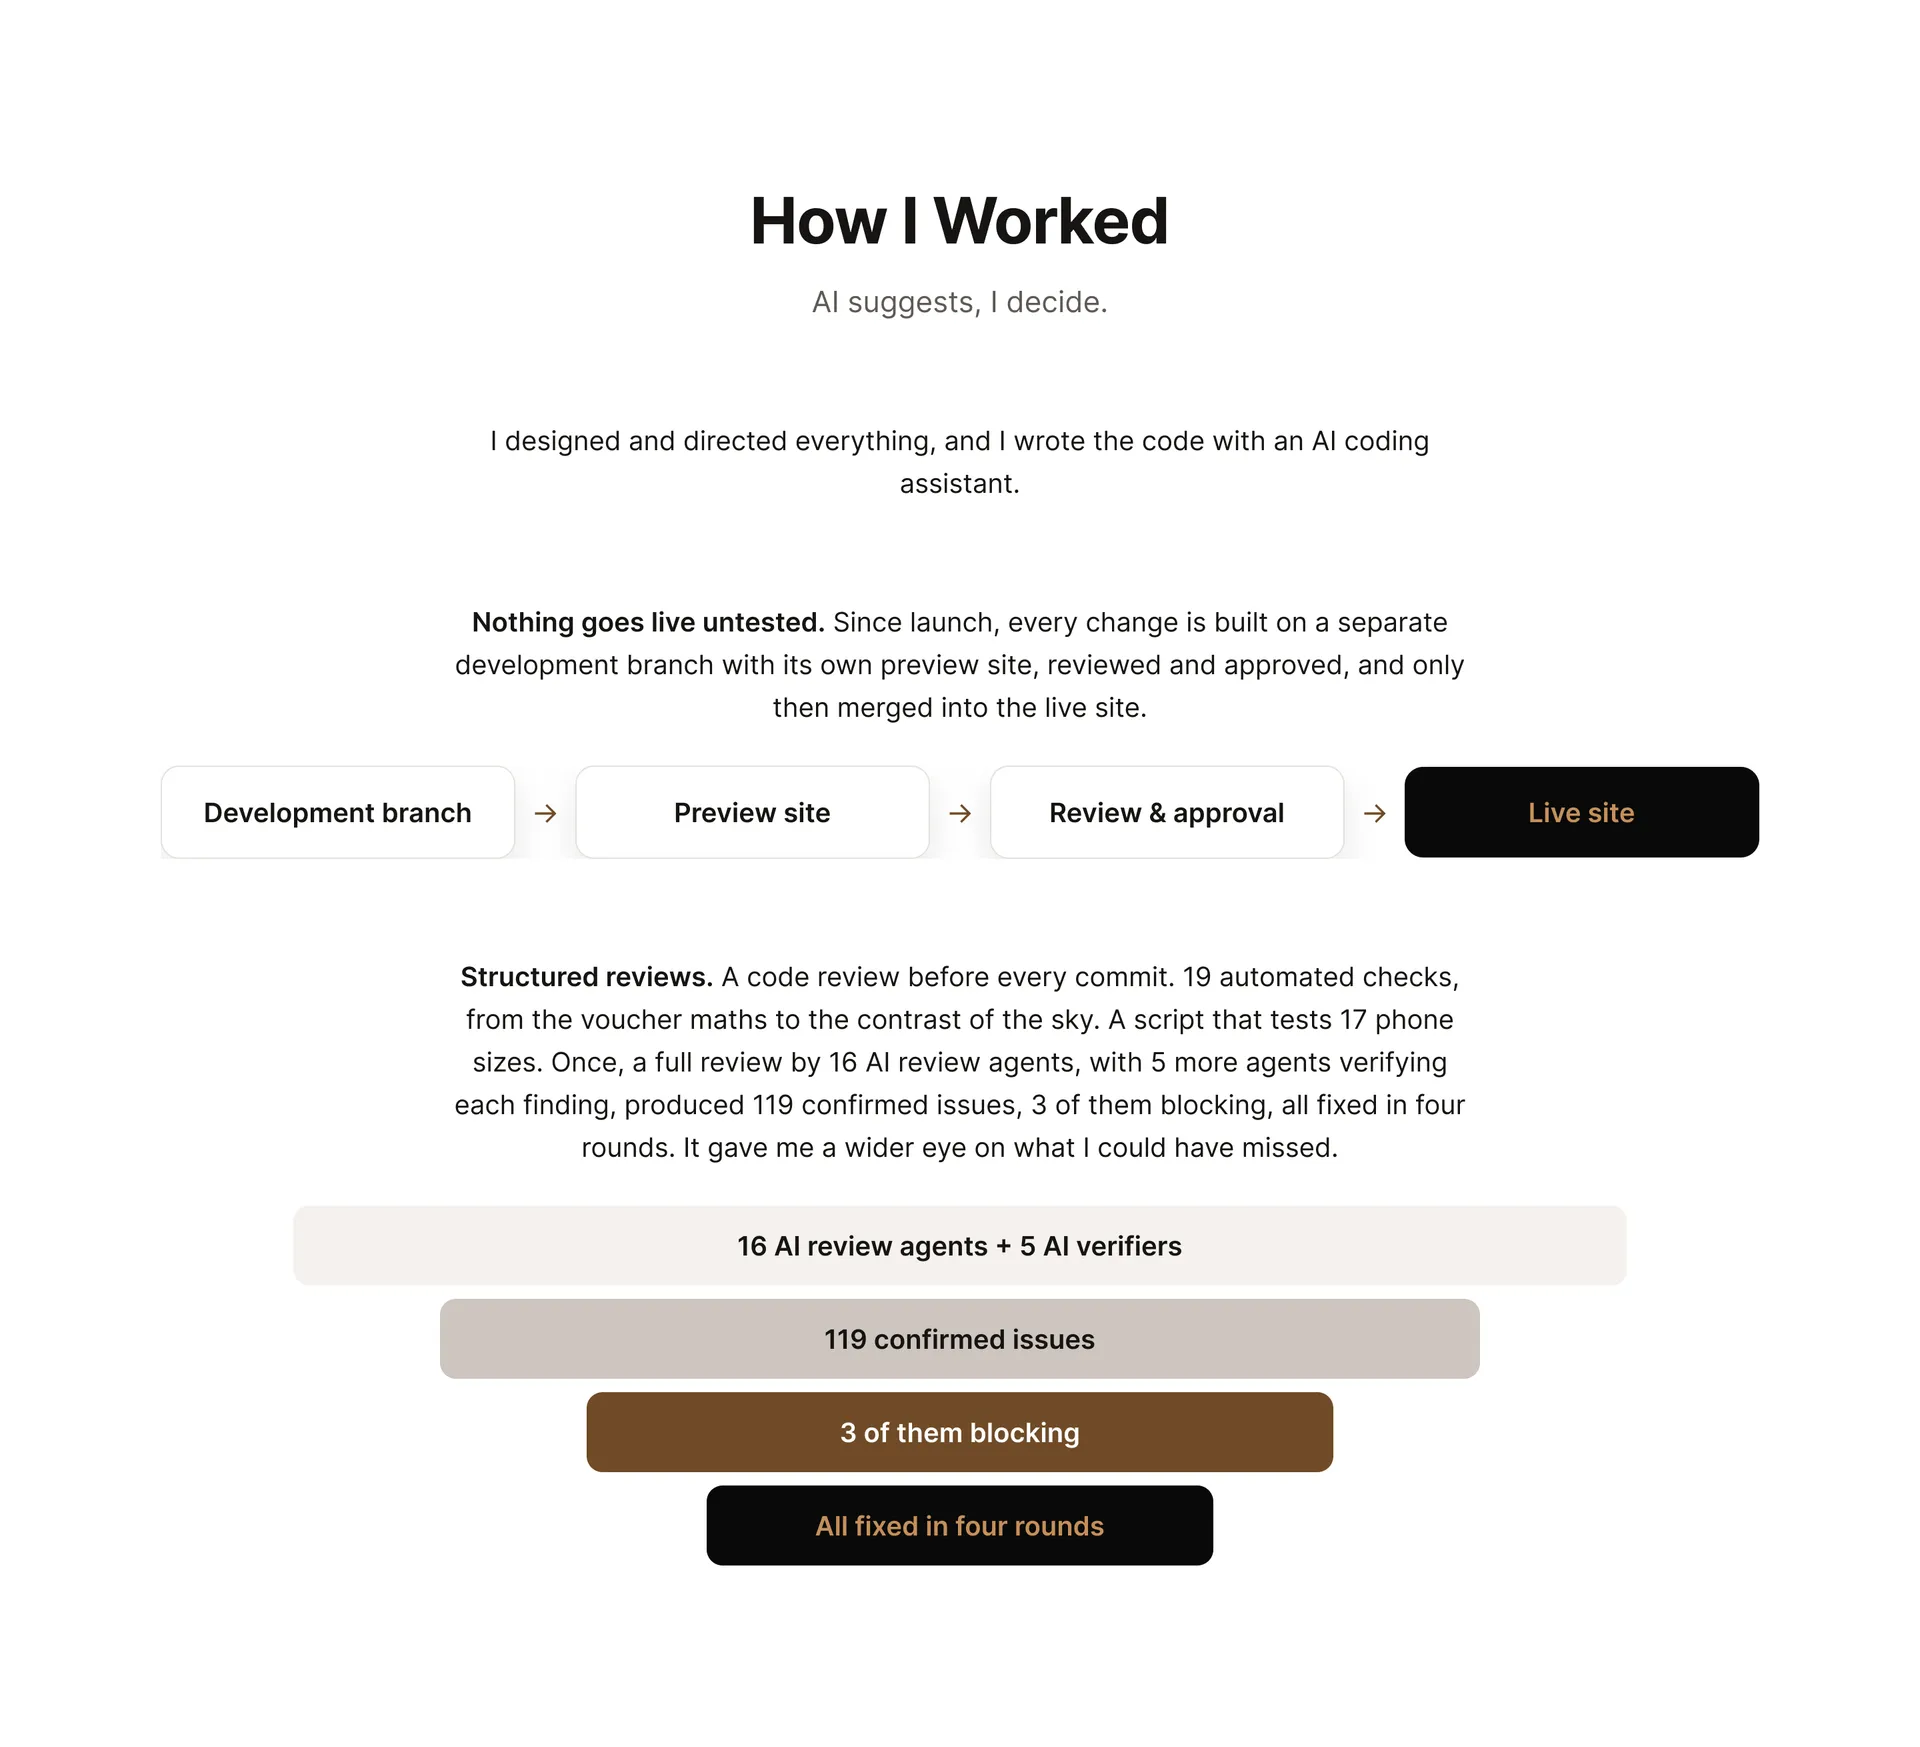 How I Worked
AI suggests, I decide.
I designed and directed everything, and I wrote the code with an AI coding
assistant.
Nothing goes live untested. Since launch, every change is built on a separate
development branch with its own preview site, reviewed and approved, and only
then merged into the live site.
Development branch → Preview site → Review & approval → Live site
Structured reviews. A code review before every commit. 19 automated checks,
from the voucher maths to the contrast of the sky. A script that tests 17 phone
sizes. Once, a full review by 16 AI review agents, with 5 more agents verifying
each finding, produced 119 confirmed issues, 3 of them blocking, all fixed in four
rounds. It gave me a wider eye on what I could have missed.
16 AI review agents + 5 AI verifiers
119 confirmed issues
3 of them blocking
All fixed in four rounds